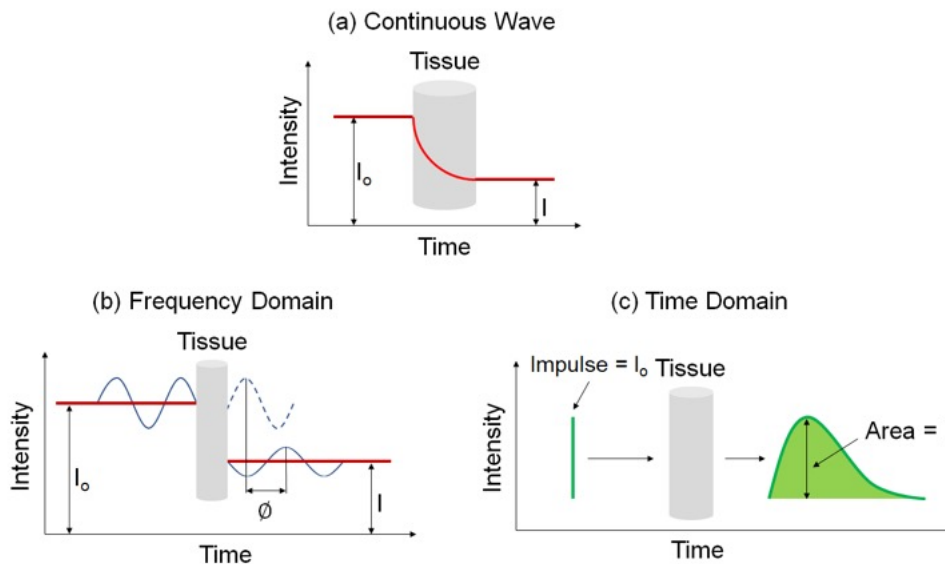 (a) Continuous Wave
Tissue
Intensity
Io
I
Time
(b) Frequency Domain
Tissue
Intensity
Io
Ø
I
Time
(c) Time Domain
Impulse = Io
Tissue
Intensity
Area =
Time